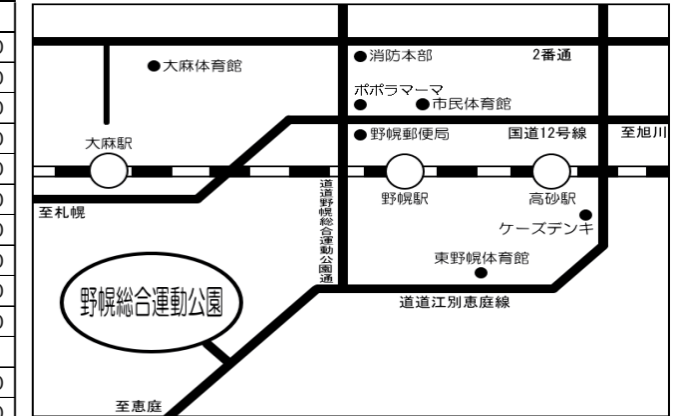 消防本部
2番通
大麻体育館
ポポラマーマ
市民体育館
大麻駅
野幌郵便局
国道12号線
至旭川
野幌駅
高砂駅
至札幌
道道野幌総合運動公園通
ケーズデンキ
東野幌体育館
野幌総合運動公園
道道江別恵庭線
至恵庭